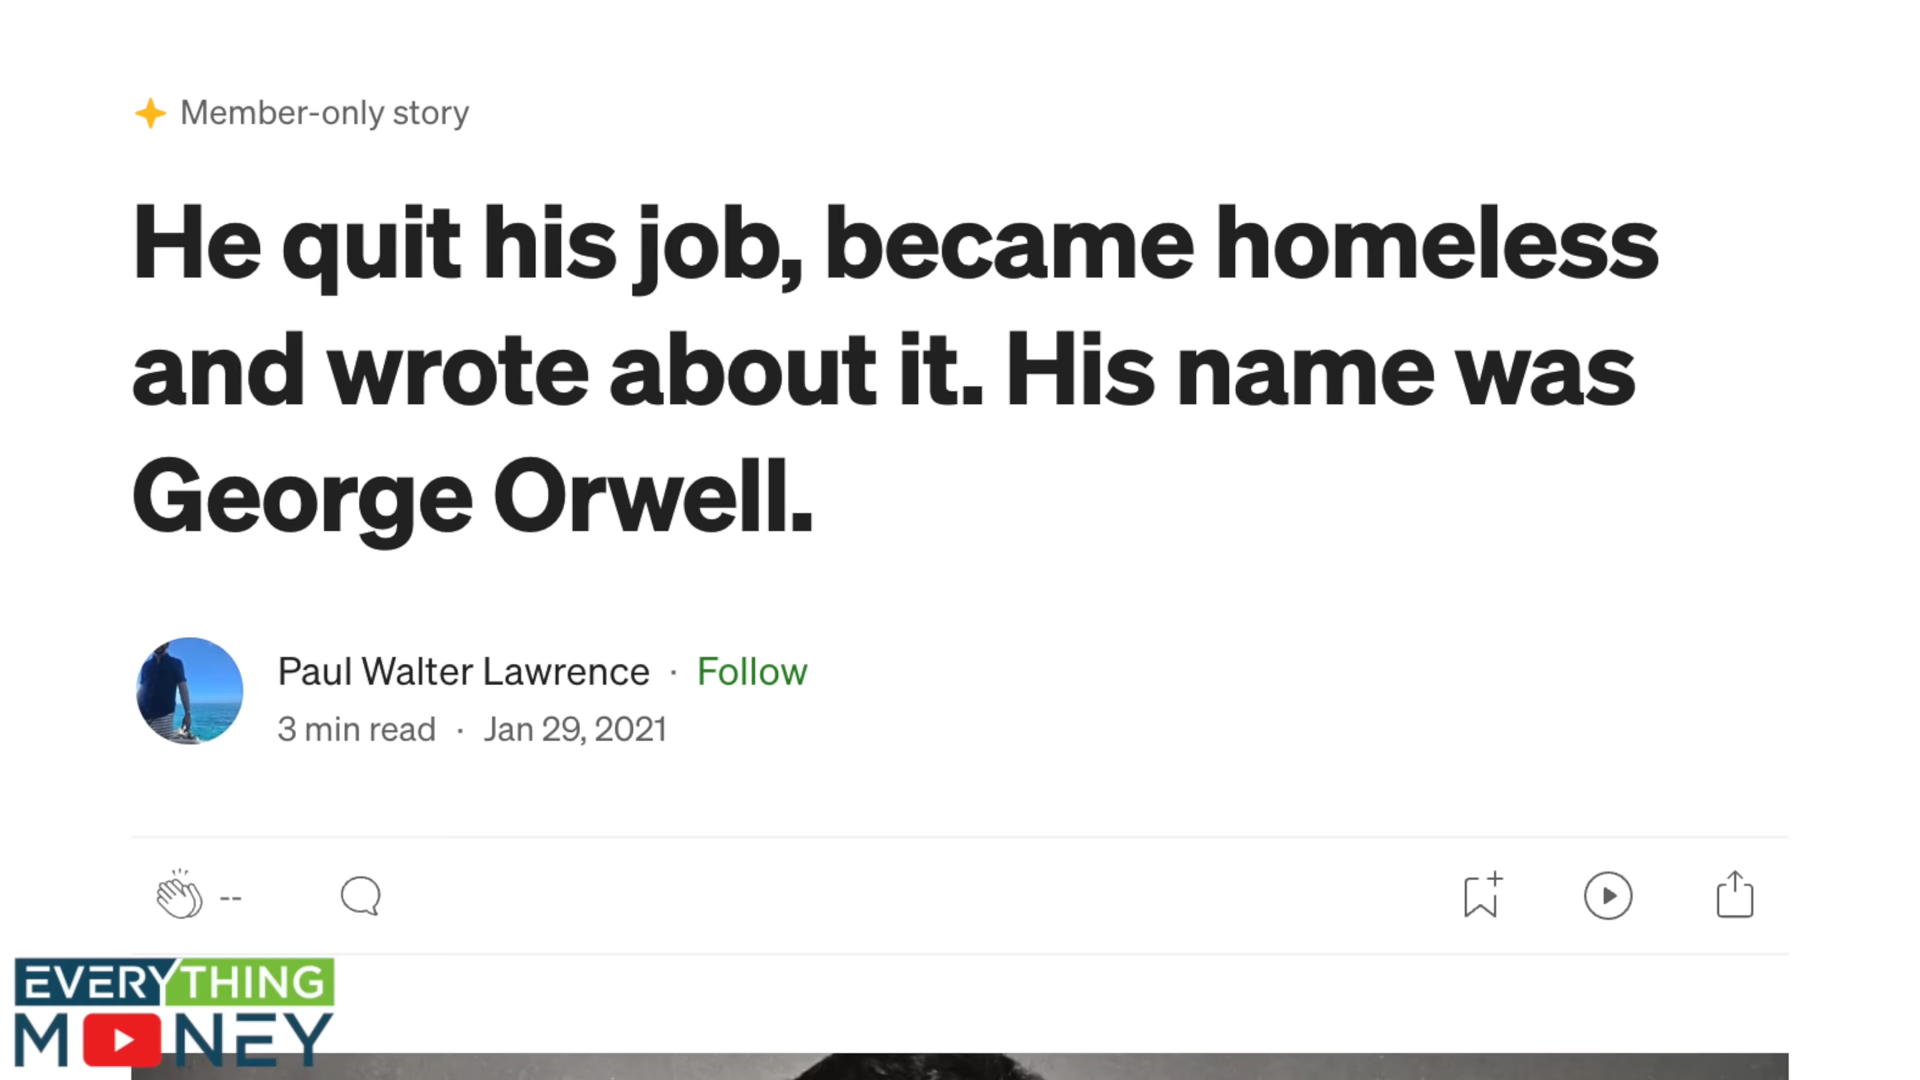 Member-only story
He quit his job, became homeless
and wrote about it. His name was
George Orwell.
Paul Walter Lawrence · Follow
3 min read · Jan 29, 2021
--
EVERYTHING
MONEY